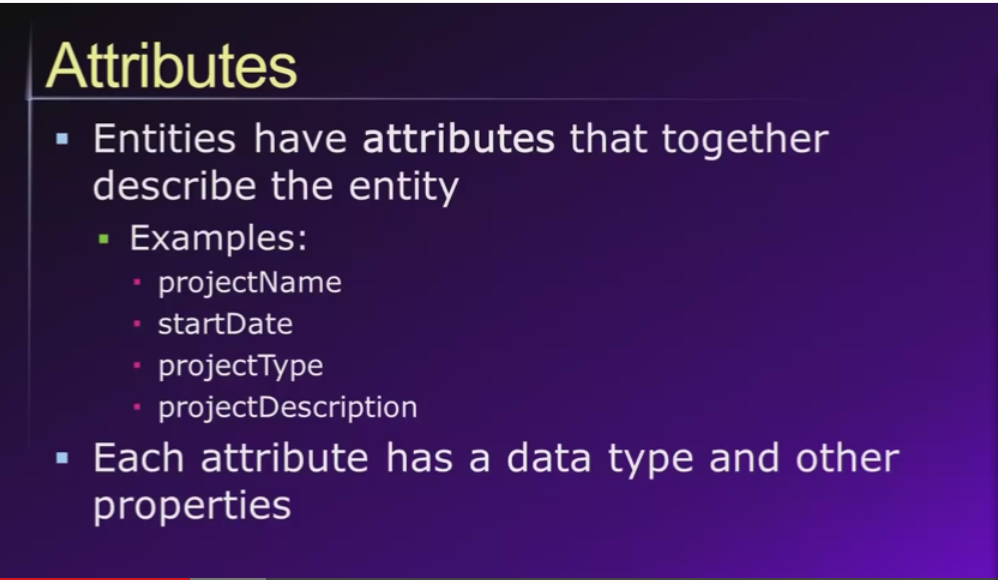 Attributes
Entities have attributes that together
describe the entity
Examples:
projectName
startDate
projectType
projectDescription
Each attribute has a data type and other
properties